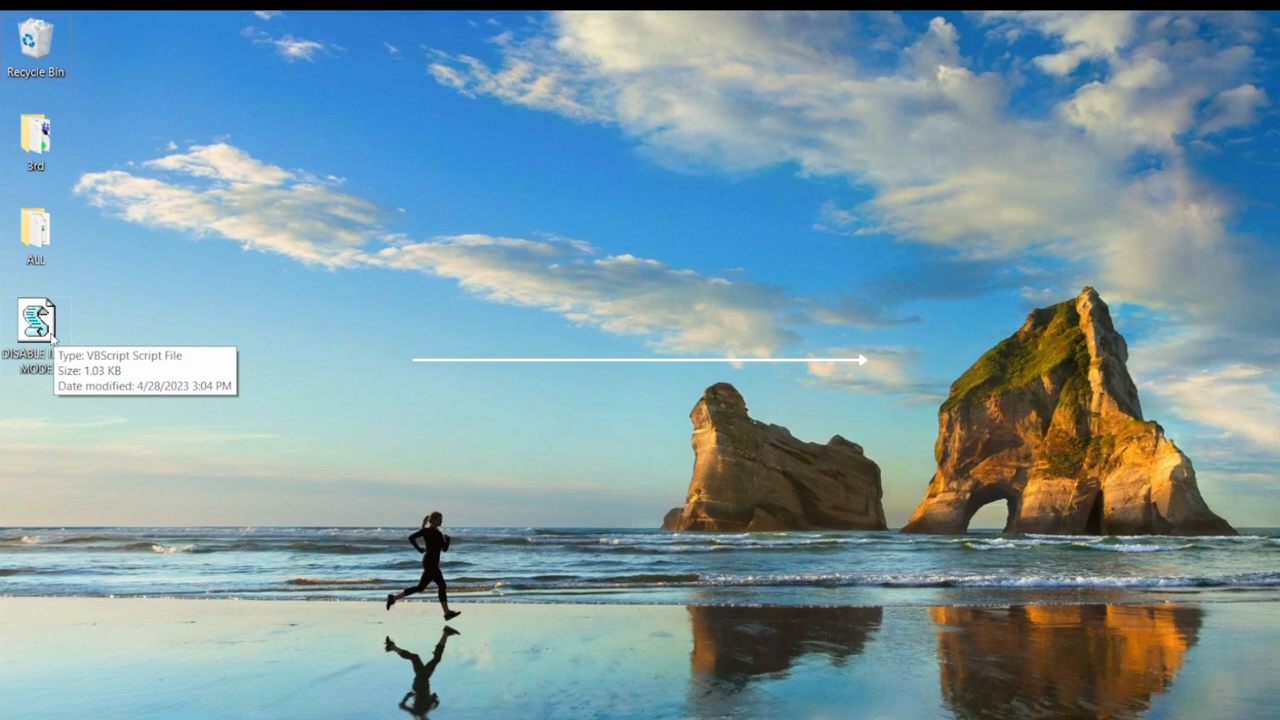 Recycle Bin
3rd
ALL
DISABLE
MODE
Type: VBScript Script File
Size: 1.03 KB
Date modified: 4/28/2023 3:04 PM